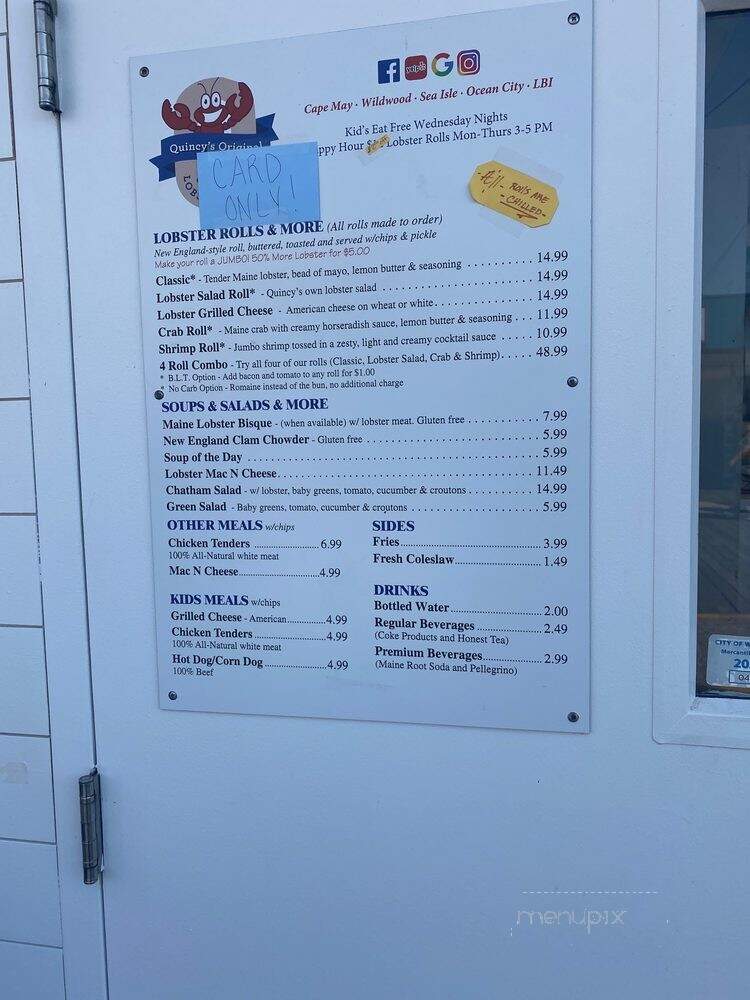 yelp
Cape May · Wildwood · Sea Isle · Ocean City · LBI
Kid's Eat Free Wednesday Nights
ppy Hour Lobster Rolls Mon-Thurs 3-5 PM
Quincy's Original
LOB
CARD
ONLY!
All- ROLLS ARE
-CHILLED-
LOBSTER ROLLS & MORE (All rolls made to order)
New England-style roll, buttered, toasted and served w/chips & pickle
Make your roll a JUMBO! 50% More Lobster for $5.00
Classic* - Tender Maine lobster, bead of mayo, lemon butter & seasoning 14.99
Lobster Salad Roll* - Quincy's own lobster salad 14.99
Lobster Grilled Cheese - American cheese on wheat or white 14.99
Crab Roll* - Maine crab with creamy horseradish sauce, lemon butter & seasoning 11.99
Shrimp Roll* - Jumbo shrimp tossed in a zesty, light and creamy cocktail sauce 10.99
4 Roll Combo - Try all four of our rolls (Classic, Lobster Salad, Crab & Shrimp) 48.99
* B.L.T. Option - Add bacon and tomato to any roll for $1.00
* No Carb Option - Romaine instead of the bun, no additional charge
SOUPS & SALADS & MORE
Maine Lobster Bisque - (when available) w/ lobster meat. Gluten free 7.99
New England Clam Chowder - Gluten free 5.99
Soup of the Day 5.99
Lobster Mac N Cheese 11.49
Chatham Salad - w/ lobster, baby greens, tomato, cucumber & croutons 14.99
Green Salad - Baby greens, tomato, cucumber & croutons 5.99
OTHER MEALS w/chips
Chicken Tenders 6.99
100% All-Natural white meat
Mac N Cheese 4.99
KIDS MEALS w/chips
Grilled Cheese - American 4.99
Chicken Tenders 4.99
100% All-Natural white meat
Hot Dog/Corn Dog 4.99
100% Beef
SIDES
Fries 3.99
Fresh Coleslaw 1.49
DRINKS
Bottled Water 2.00
Regular Beverages 2.49
(Coke Products and Honest Tea)
Premium Beverages 2.99
(Maine Root Soda and Pellegrino)
CITY OF W
Mercantil
20
04
menupix